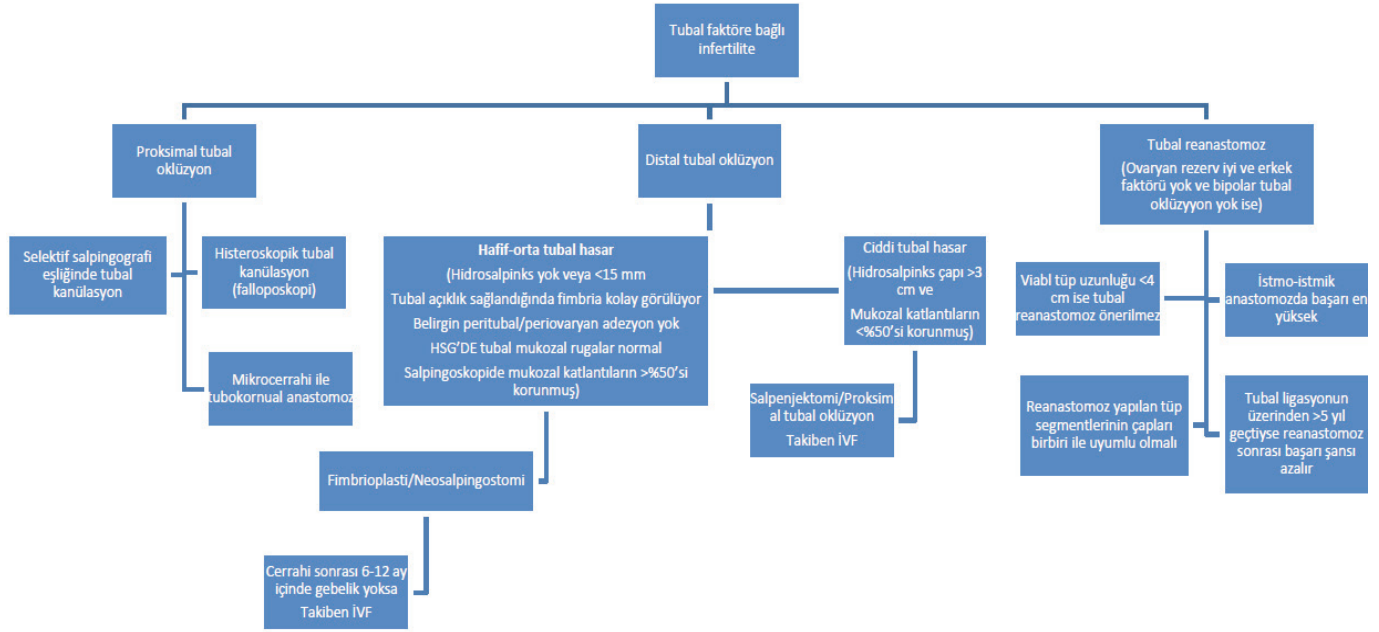 Tubal faktöre bağlı
infertilite
Proksimal tubal
oklüzyon
Distal tubal oklüzyon
Tubal reanastomoz
(Ovaryan rezerv iyi ve erkek
faktörü yok ve bipolar tubal
oklüzyyon yok ise)
Selektif salpingografi
eşliğinde tubal
kanülasyon
Histeroskopik tubal
kanülasyon
(falloposkopi)
Mikrocerrahi ile
tubokornual anastomoz
Hafif-orta tubal hasar
(Hidrosalpinks yok veya <15 mm
Tubal açıklık sağlandığında fimbria kolay görülüyor
Belirgin peritubal/periovaryan adezyon yok
HSG'DE tubal mukozal rugalar normal
Salpingoskopide mukozal katlantıların >%50'si
korunmuş)
Fimbrioplasti/Neosalpingostomi
Cerrahi sonrası 6-12 ay
içinde gebelik yoksa
Takiben İVF
Ciddi tubal hasar
(Hidrosalpinks çapı >3
cm ve
Mukozal katlantıların
<%50'si korunmuş)
Salpenjektomi/Proksim
al tubal oklüzyon
Takiben İVF
Viabl tüp uzunluğu <4
cm ise tubal
reanastomoz önerilmez
İstmo-istmik
anastomozda başarı en
yüksek
Reanastomoz yapılan tüp
segmentlerinin çapları
birbiri ile uyumlu olmalı
Tubal ligasyonun
üzerinden >5 yıl
geçtiyse reanastomoz
sonrası başarı şansı
azalır